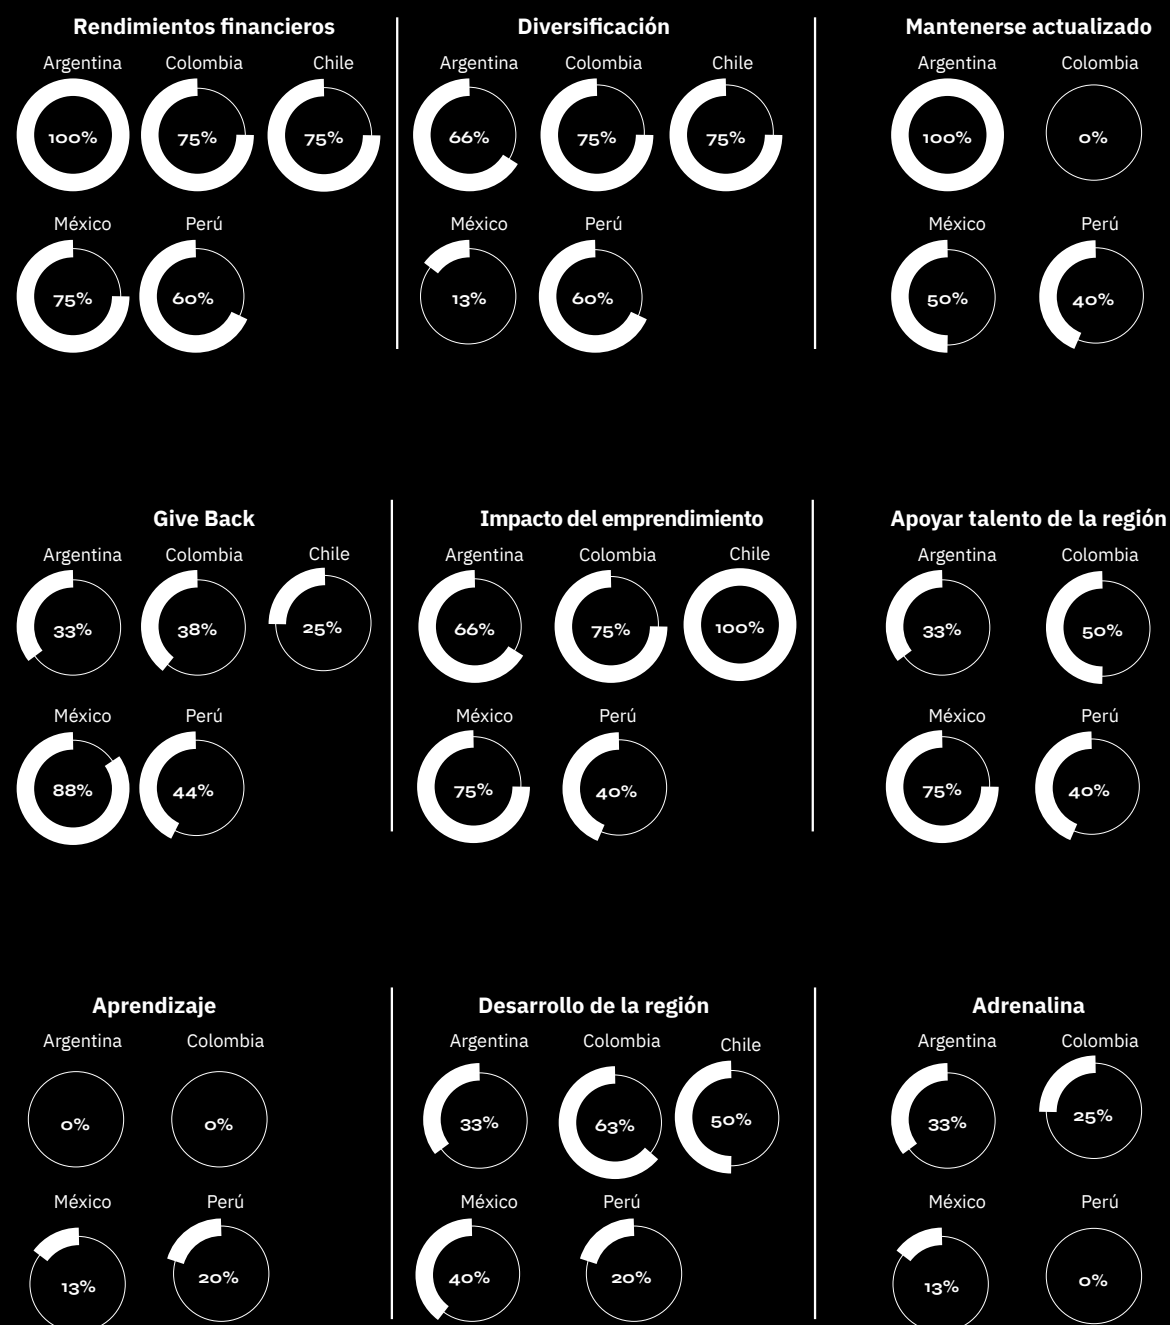 Rendimientos financieros
Argentina Colombia Chile
100% 75% 75%
México Perú
75% 60%
Diversificación
Argentina Colombia Chile
66% 75% 75%
México Perú
13% 60%
Mantenerse actualizado
Argentina Colombia
100% 0%
México Perú
50% 40%
Give Back
Argentina Colombia Chile
33% 38% 25%
México Perú
88% 44%
Impacto del emprendimiento
Argentina Colombia Chile
66% 75% 100%
México Perú
75% 40%
Apoyar talento de la región
Argentina Colombia
33% 50%
México Perú
75% 40%
Aprendizaje
Argentina Colombia
0% 0%
México Perú
13% 20%
Desarrollo de la región
Argentina Colombia Chile
33% 63% 50%
México Perú
40% 20%
Adrenalina
Argentina Colombia
33% 25%
México Perú
13% 0%